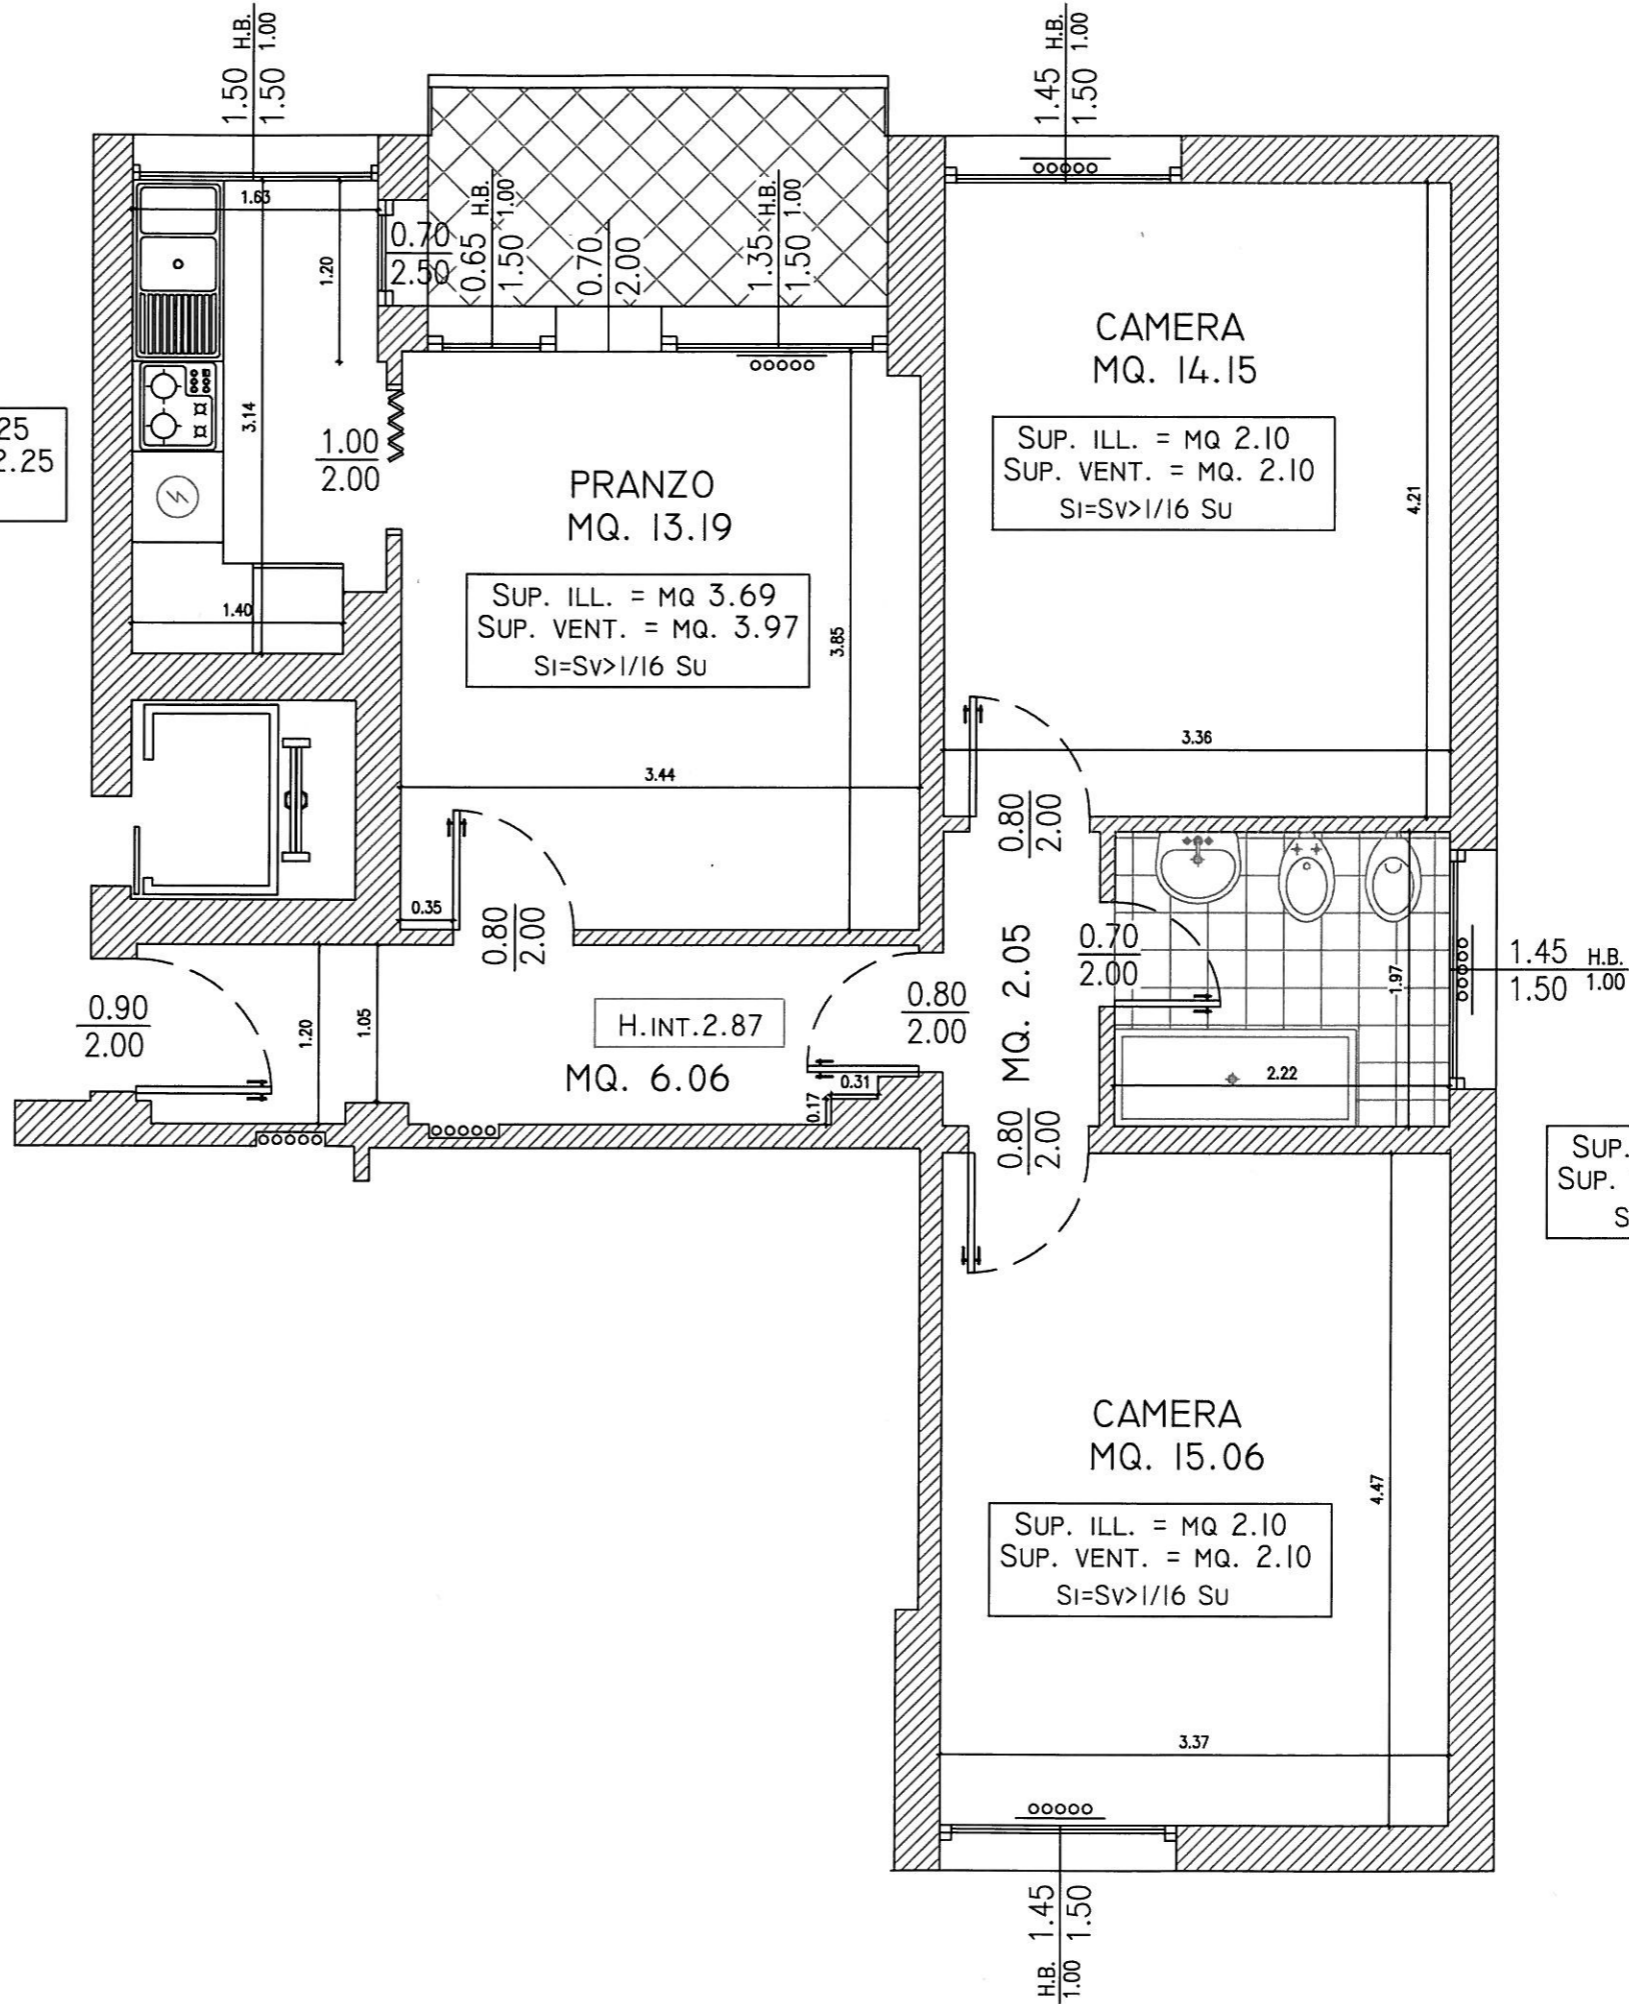 1.50 H.B.
1.50 1.00
1.45 H.B.
1.50 1.00
1.63
1.20
3.14
0.70
2.50
0.65 H.B.
1.50 1.00
0.70
2.00
1.35 H.B.
1.50 1.00
CAMERA
MQ. 14.15
SUP. ILL. = MQ 2.10
SUP. VENT. = MQ. 2.10
SI=SV>1/16 SU
4.21
3.36
25
2.25
1.00
2.00
1.40
PRANZO
MQ. 13.19
SUP. ILL. = MQ 3.69
SUP. VENT. = MQ. 3.97
SI=SV>1/16 SU
3.85
3.44
0.35
0.80
2.00
0.80
2.00
0.90
2.00
1.20
1.05
H.INT.2.87
MQ. 6.06
0.80
2.00
0.31
0.17
MQ. 2.05
0.70
2.00
1.97
2.22
1.45 H.B.
1.50 1.00
0.80
2.00
SUP.
SUP.
S
CAMERA
MQ. 15.06
SUP. ILL. = MQ 2.10
SUP. VENT. = MQ. 2.10
SI=SV>1/16 SU
4.47
3.37
H.B. 1.45
1.00 1.50